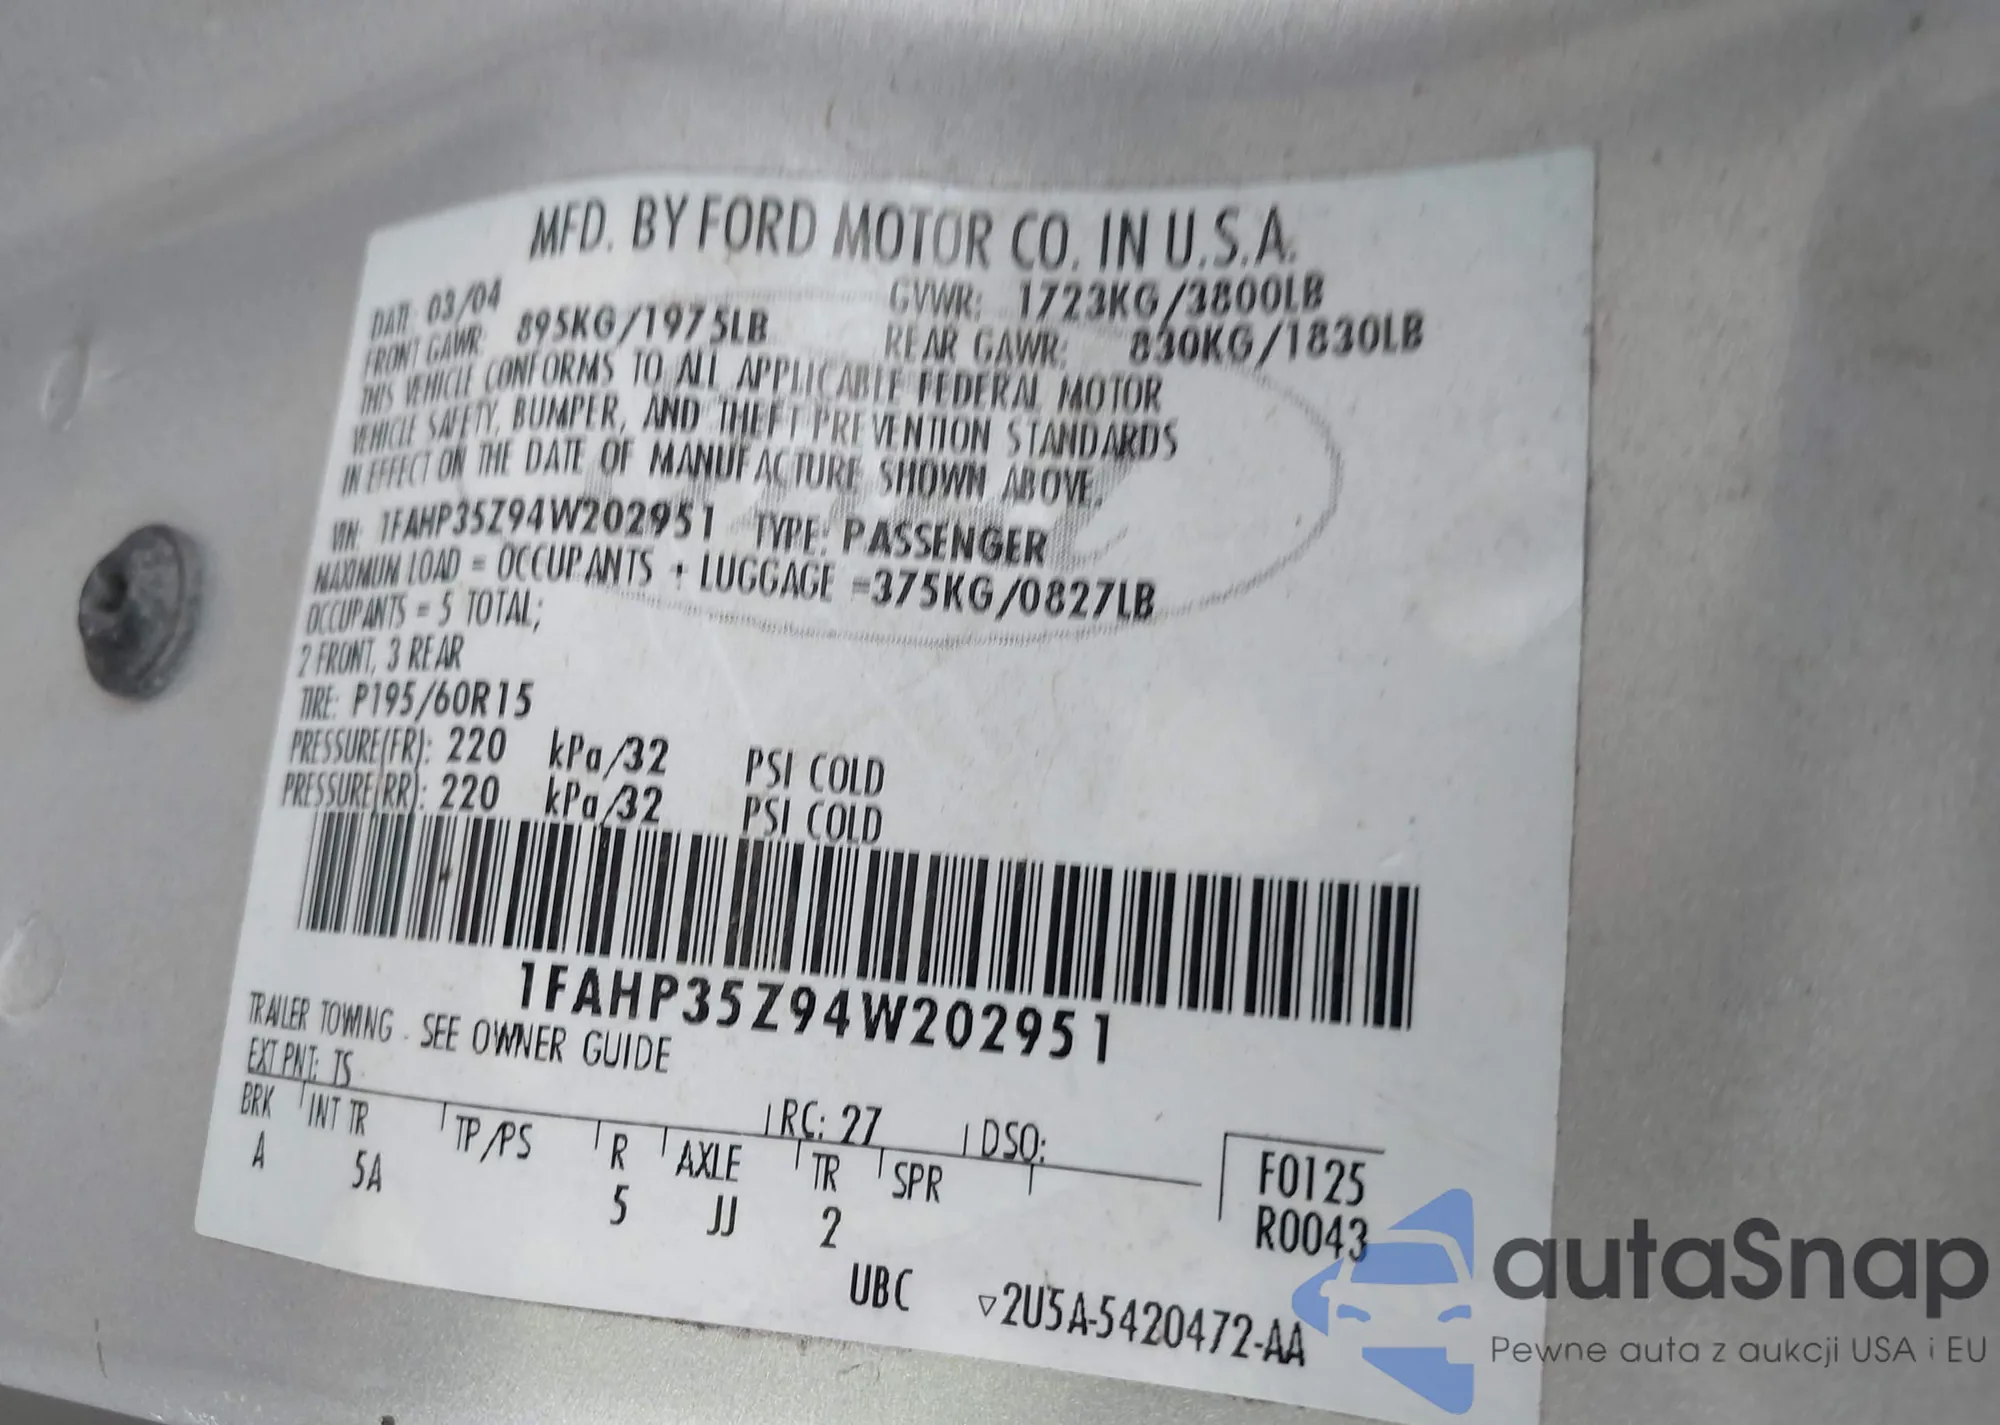 MFD. BY FORD MOTOR CO. IN U.S.A.
DATE: 03/04 GVWR: 1723KG/3800LB
FRONT GAWR: 895KG/1975LB REAR GAWR: 830KG/1830LB
THIS VEHICLE CONFORMS TO ALL APPLICABLE FEDERAL MOTOR
VEHICLE SAFETY, BUMPER, AND THEFT PREVENTION STANDARDS
IN EFFECT ON THE DATE OF MANUFACTURE SHOWN ABOVE.
VIN: 1FAHP35Z94W202951 TYPE: PASSENGER
MAXIMUM LOAD = OCCUPANTS + LUGGAGE =375KG/0827LB
OCCUPANTS = 5 TOTAL;
2 FRONT, 3 REAR
TIRE: P195/60R15
PRESSURE(FR): 220 kPa/32 PSI COLD
PRESSURE(RR): 220 kPa/32 PSI COLD
1FAHP35Z94W202951
TRAILER TOWING - SEE OWNER GUIDE
EXT PNT: TS RC: 27 DSO:
BRK INT TR TP/PS R AXLE TR SPR F0125
A 5A 5 JJ 2 R0043
UBC ▽2U5A-5420472-AA
autaSnap
Pewne auta z aukcji USA i EU